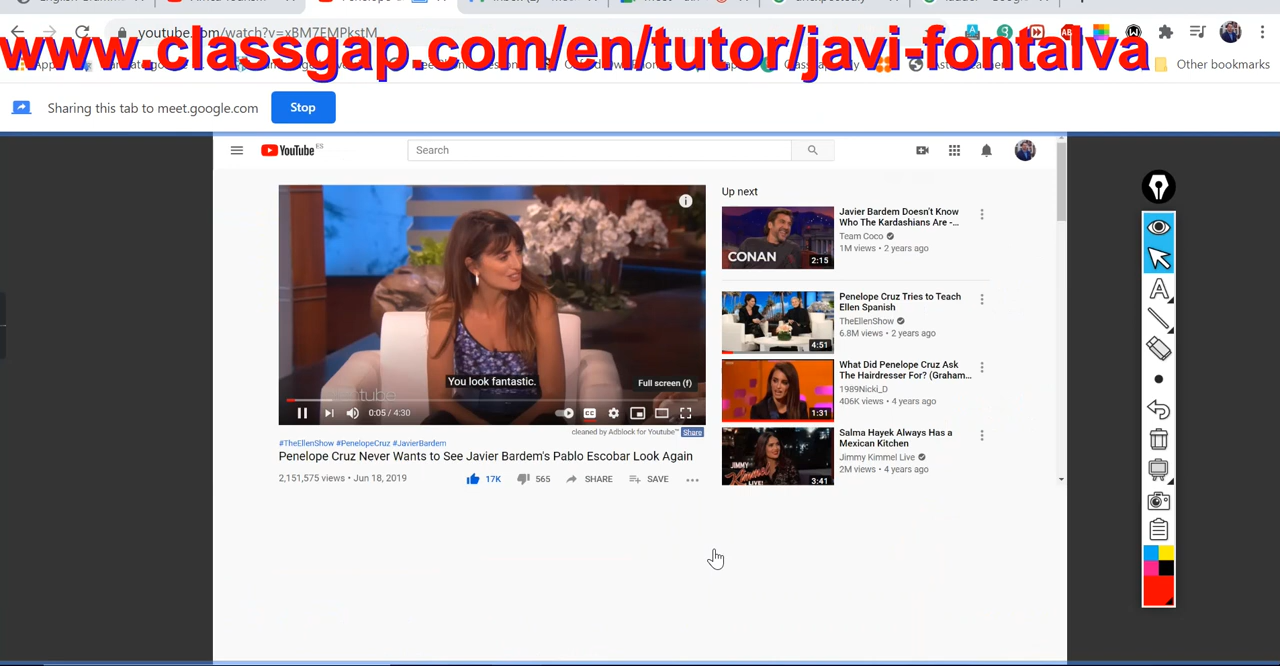 youtube.com/watch?v=xBM7EMPkstM
www.classgap.com/en/tutor/javi-fontalva
Other bookmarks
Sharing this tab to meet.google.com
Stop
YouTube ES
Search
Up next
Javier Bardem Doesn't Know
Who The Kardashians Are -...
Team Coco
1M views • 2 years ago
CONAN
2:15
Penelope Cruz Tries to Teach
Ellen Spanish
TheEllenShow
6.8M views • 2 years ago
4:51
What Did Penelope Cruz Ask
The Hairdresser For? (Graham...
1989Nicki_D
406K views • 4 years ago
1:31
Salma Hayek Always Has a
Mexican Kitchen
Jimmy Kimmel Live
2M views • 4 years ago
3:41
You look fantastic.
Full screen (f)
0:05 / 4:30
cleaned by Adblock for Youtube™ Share
#TheEllenShow #PenelopeCruz #JavierBardem
Penelope Cruz Never Wants to See Javier Bardem's Pablo Escobar Look Again
2,151,575 views • Jun 18, 2019
17K
565
SHARE
SAVE